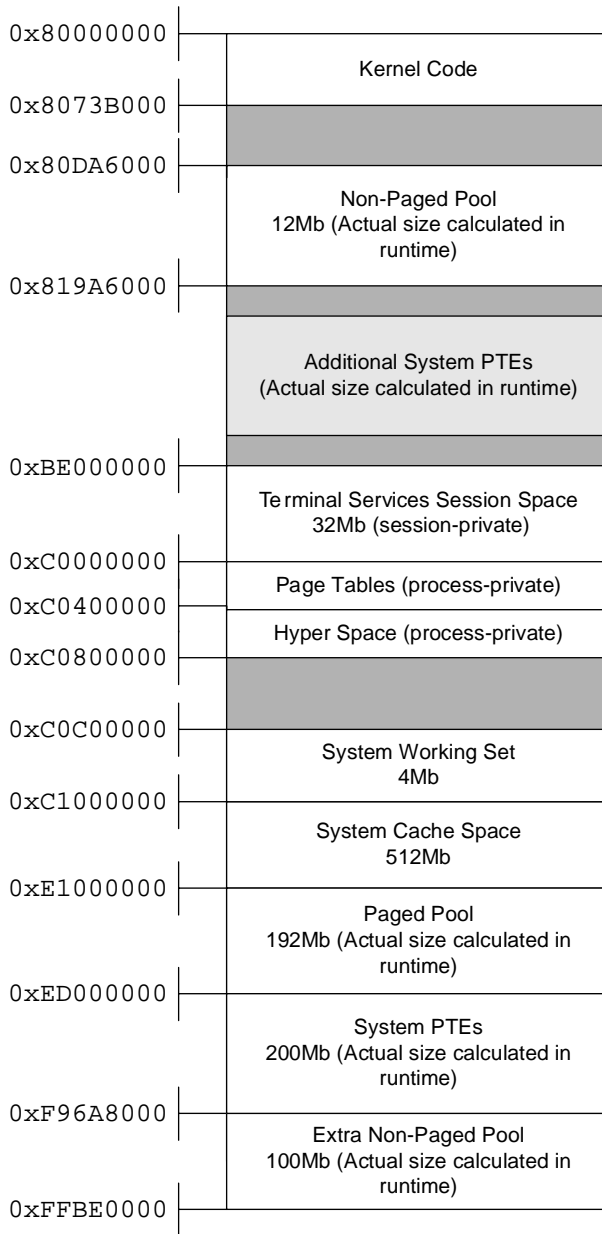 0x80000000
Kernel Code
0x8073B000
0x80DA6000
Non-Paged Pool
12Mb (Actual size calculated in
runtime)
0x819A6000
Additional System PTEs
(Actual size calculated in runtime)
0xBE000000
Terminal Services Session Space
32Mb (session-private)
0xC0000000
Page Tables (process-private)
0xC0400000
Hyper Space (process-private)
0xC0800000
0xC0C00000
System Working Set
4Mb
0xC1000000
System Cache Space
512Mb
0xE1000000
Paged Pool
192Mb (Actual size calculated in
runtime)
0xED000000
System PTEs
200Mb (Actual size calculated in
runtime)
0xF96A8000
Extra Non-Paged Pool
100Mb (Actual size calculated in
runtime)
0xFFBE0000